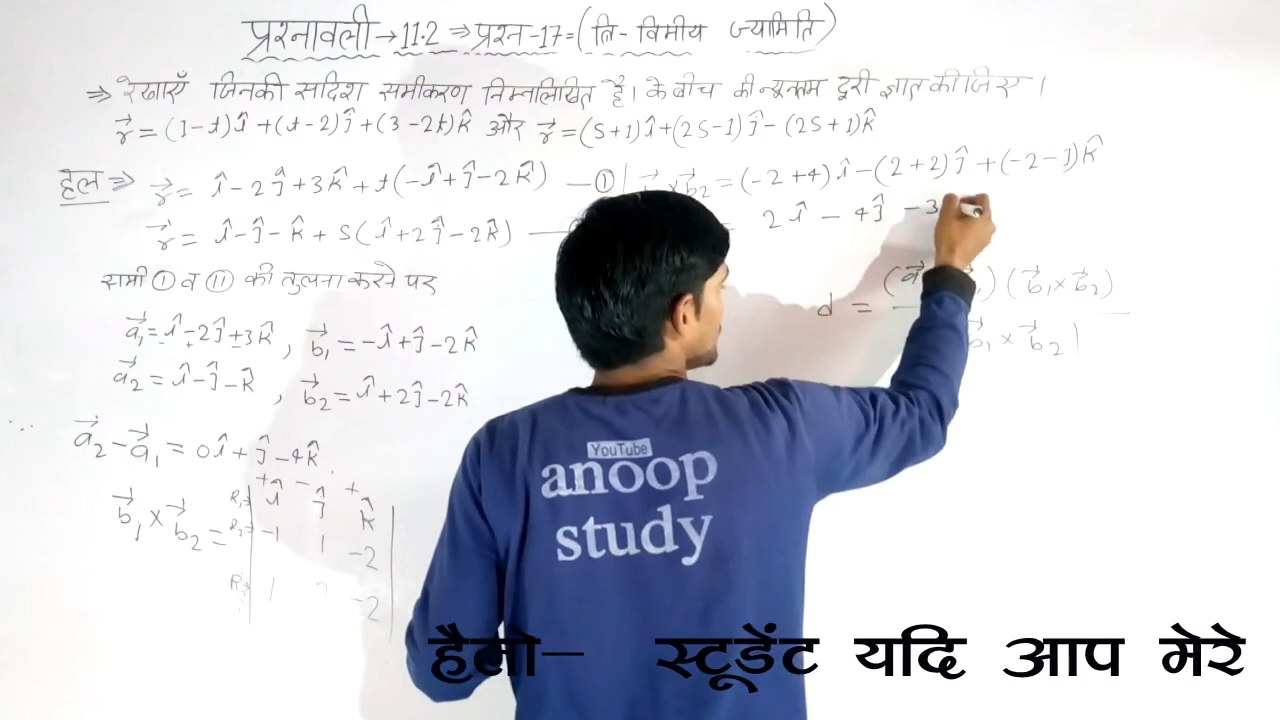 प्रश्नावली → 11.2 ⇒ प्रश्न-17 = (त्रि-विमीय ज्यामिति)
⇒ रेखाएँ जिनकी सदिश समीकरण निम्नलिखित है। के बीच की न्यूनतम दूरी ज्ञात कीजिए।
r⃗ = (1-t)î + (t-2)ĵ + (3-2t)k̂ और r⃗ = (s+1)î + (2s-1)ĵ - (2s+1)k̂
हल ⇒ r⃗ = î - 2ĵ + 3k̂ + t(-î + ĵ - 2k̂) — ①
r⃗ = î - ĵ - k̂ + s(î + 2ĵ - 2k̂) —
समी ① व ⑪ की तुलना करने पर
a⃗₁ = î - 2ĵ + 3k̂ , b⃗₁ = -î + ĵ - 2k̂
a⃗₂ = î - ĵ - k̂ , b⃗₂ = î + 2ĵ - 2k̂
a⃗₂ - a⃗₁ = 0î + ĵ - 4k̂
+ - +
b⃗₁ × b⃗₂ = R₁→ î ĵ k̂
R₂→ -1 1 -2
1 -2
× b⃗₂ = (-2+4)î - (2+2)ĵ + (-2-1)k̂
= 2î - 4ĵ - 3
d = (a⃗ ₁) (b⃗₁ × b⃗₂)
b⃗₁ × b⃗₂ |
YouTube
anoop
study
हैलो- स्टूडेंट यदि आप मेरे